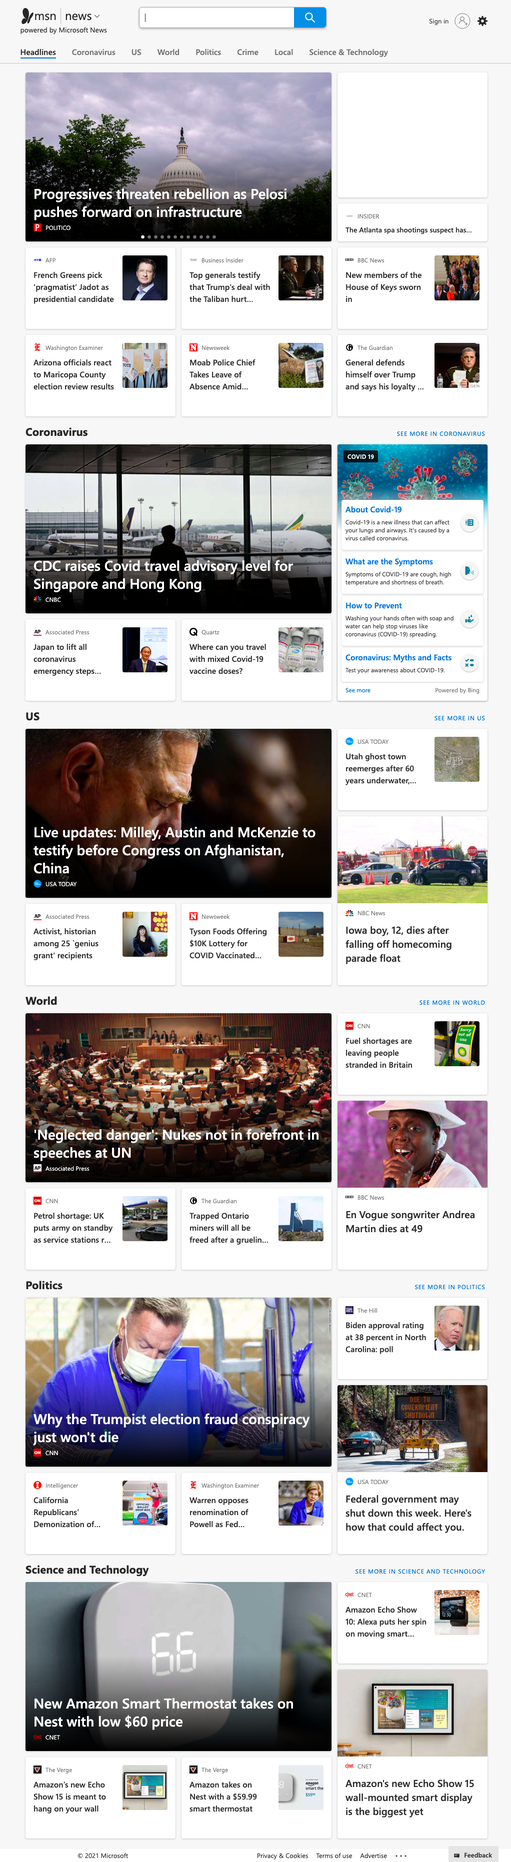 msn | news
powered by Microsoft News
Sign in
Headlines Coronavirus US World Politics Crime Local Science & Technology
Progressives threaten rebellion as Pelosi
pushes forward on infrastructure
POLITICO
INSIDER
The Atlanta spa shootings suspect has...
AFP
French Greens pick
'pragmatist' Jadot as
presidential candidate
Business Insider
Top generals testify
that Trump's deal with
the Taliban hurt...
BBC News
New members of the
House of Keys sworn
in
Washington Examiner
Arizona officials react
to Maricopa County
election review results
Newsweek
Moab Police Chief
Takes Leave of
Absence Amid...
The Guardian
General defends
himself over Trump
and says his loyalty ...
Coronavirus
SEE MORE IN CORONAVIRUS
CDC raises Covid travel advisory level for
Singapore and Hong Kong
CNBC
COVID 19
About Covid-19
Covid-19 is a new illness that can affect
your lungs and airways. It's caused by a
virus called coronavirus.
What are the Symptoms
Symptoms of COVID-19 are cough, high
temperature and shortness of breath.
How to Prevent
Washing your hands often with soap and
water can help stop viruses like
coronavirus (COVID-19) spreading.
Coronavirus: Myths and Facts
Test your awareness about COVID-19.
See more
Powered by Bing
AP Associated Press
Japan to lift all
coronavirus
emergency steps...
Quartz
Where can you travel
with mixed Covid-19
vaccine doses?
US
SEE MORE IN US
Live updates: Milley, Austin and McKenzie to
testify before Congress on Afghanistan,
China
USA TODAY
USA TODAY
Utah ghost town
reemerges after 60
years underwater,...
NBC News
Iowa boy, 12, dies after
falling off homecoming
parade float
AP Associated Press
Activist, historian
among 25 'genius
grant' recipients
Newsweek
Tyson Foods Offering
$10K Lottery for
COVID Vaccinated...
World
SEE MORE IN WORLD
'Neglected danger': Nukes not in forefront in
speeches at UN
AP Associated Press
CNN
Fuel shortages are
leaving people
stranded in Britain
BBC News
En Vogue songwriter Andrea
Martin dies at 49
CNN
Petrol shortage: UK
puts army on standby
as service stations r...
The Guardian
Trapped Ontario
miners will all be
freed after a gruelin...
Politics
SEE MORE IN POLITICS
Why the Trumpist election fraud conspiracy
just won't die
CNN
The Hill
Biden approval rating
at 38 percent in North
Carolina: poll
DUE TO
GOVERNMENT
SHUTDOWN
USA TODAY
Federal government may
shut down this week. Here's
how that could affect you.
Intelligencer
California
Republicans'
Demonization of...
Washington Examiner
Warren opposes
renomination of
Powell as Fed...
Science and Technology
SEE MORE IN SCIENCE AND TECHNOLOGY
66
New Amazon Smart Thermostat takes on
Nest with low $60 price
CNET
CNET
Amazon Echo Show
10: Alexa puts her spin
on moving smart...
CNET
Amazon's new Echo Show 15
wall-mounted smart display
is the biggest yet
The Verge
Amazon's new Echo
Show 15 is meant to
hang on your wall
The Verge
Amazon takes on
Nest with a $59.99
smart thermostat
© 2021 Microsoft
Privacy & Cookies Terms of use Advertise ...
Feedback